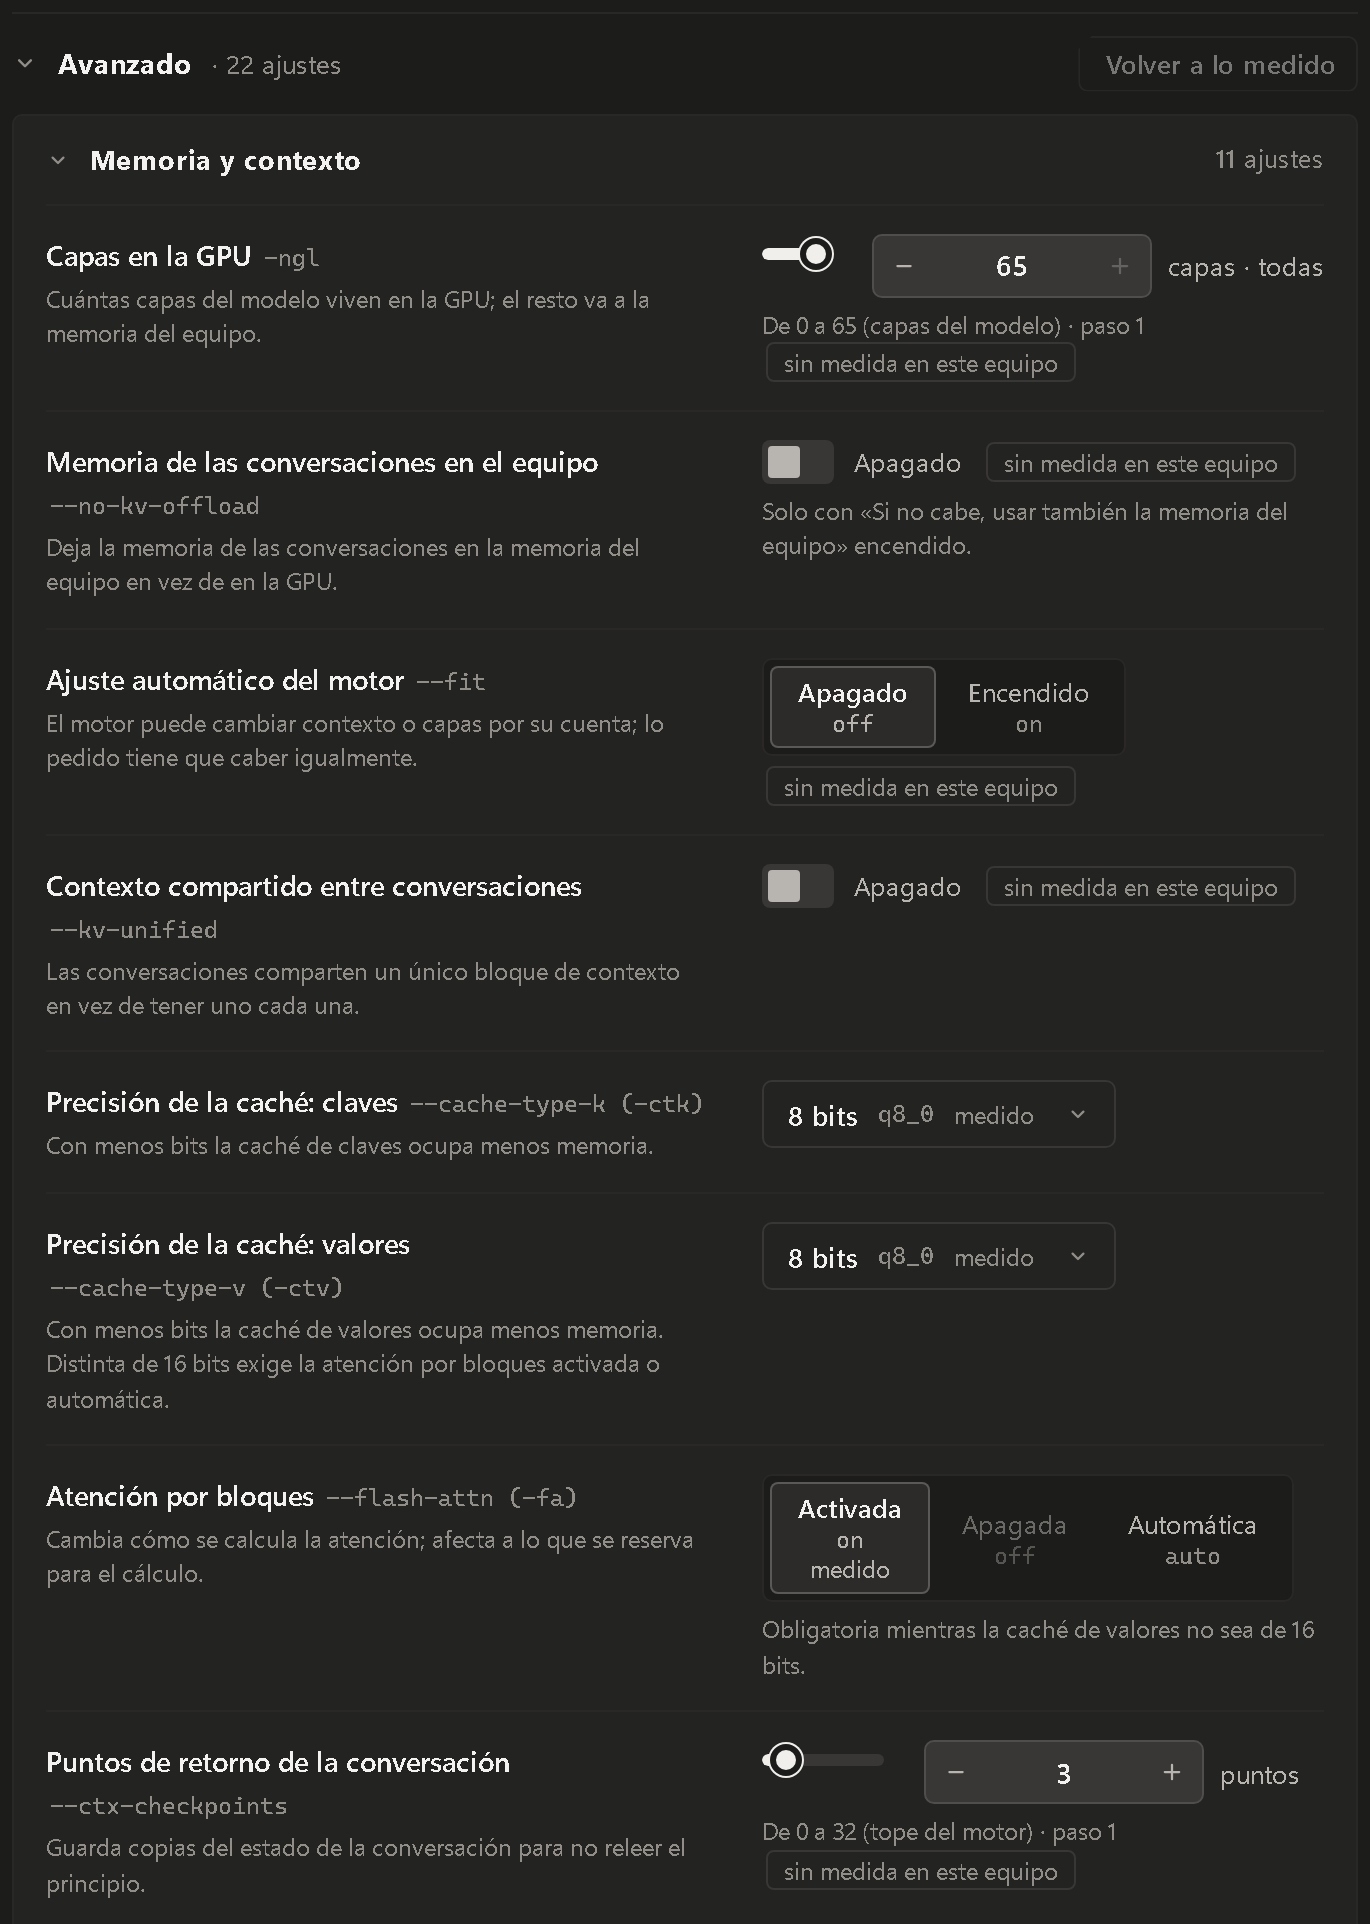 Avanzado · 22 ajustes
Volver a lo medido
Memoria y contexto
11 ajustes
Capas en la GPU -ngl
Cuántas capas del modelo viven en la GPU; el resto va a la
memoria del equipo.
− 65 + capas · todas
De 0 a 65 (capas del modelo) · paso 1
sin medida en este equipo
Memoria de las conversaciones en el equipo
--no-kv-offload
Deja la memoria de las conversaciones en la memoria del
equipo en vez de en la GPU.
Apagado sin medida en este equipo
Solo con «Si no cabe, usar también la memoria del
equipo» encendido.
Ajuste automático del motor --fit
El motor puede cambiar contexto o capas por su cuenta; lo
pedido tiene que caber igualmente.
Apagado Encendido
off on
sin medida en este equipo
Contexto compartido entre conversaciones
--kv-unified
Las conversaciones comparten un único bloque de contexto
en vez de tener uno cada una.
Apagado sin medida en este equipo
Precisión de la caché: claves --cache-type-k (-ctk)
Con menos bits la caché de claves ocupa menos memoria.
8 bits q8_0 medido
Precisión de la caché: valores
--cache-type-v (-ctv)
Con menos bits la caché de valores ocupa menos memoria.
Distinta de 16 bits exige la atención por bloques activada o
automática.
8 bits q8_0 medido
Atención por bloques --flash-attn (-fa)
Cambia cómo se calcula la atención; afecta a lo que se reserva
para el cálculo.
Activada
on
medido
Apagada
off
Automática
auto
Obligatoria mientras la caché de valores no sea de 16
bits.
Puntos de retorno de la conversación
--ctx-checkpoints
Guarda copias del estado de la conversación para no releer el
principio.
− 3 + puntos
De 0 a 32 (tope del motor) · paso 1
sin medida en este equipo